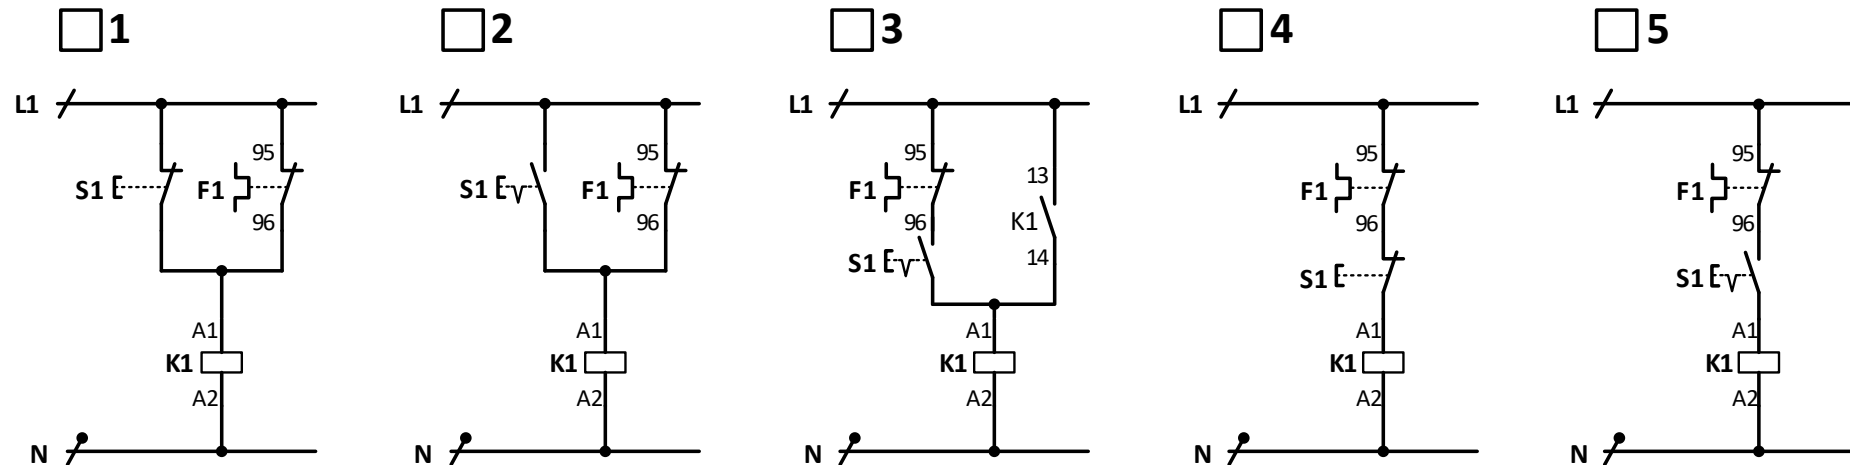 1 2 3 4 5
L1 L1 L1 L1 L1
95 95 95 95 95
13
S1 F1 S1 F1 F1 F1 F1
96 96 96 K1 96 96
S1 14 S1 S1
A1 A1 A1 A1 A1
K1 K1 K1 K1 K1
A2 A2 A2 A2 A2
N N N N N